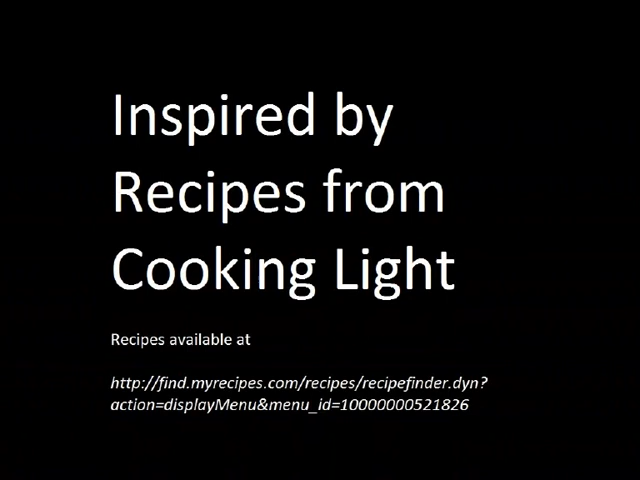 Inspired by
Recipes from
Cooking Light
Recipes available at
http://find.myrecipes.com/recipes/recipefinder.dyn?
action=displayMenu&menu_id=10000000521826